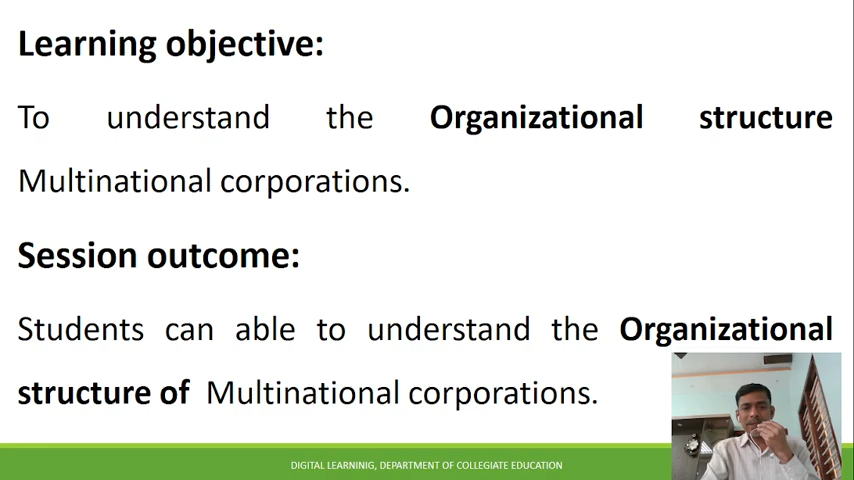 Learning objective:
To understand the Organizational structure
Multinational corporations.
Session outcome:
Students can able to understand the Organizational
structure of Multinational corporations.
DIGITAL LEARNINIG, DEPARTMENT OF COLLEGIATE EDUCATION